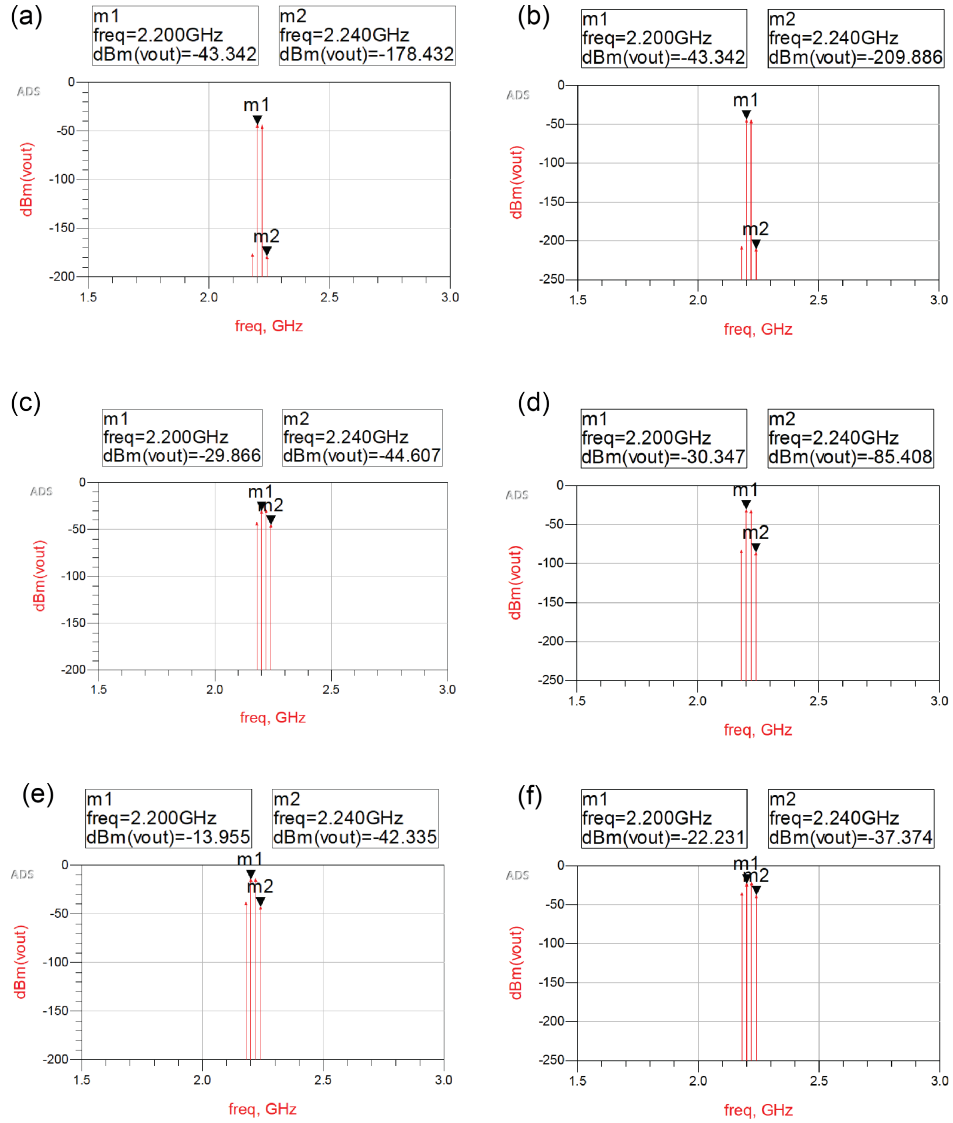 (a)
m1
freq=2.200GHz
dBm(vout)=-43.342
m2
freq=2.240GHz
dBm(vout)=-178.432
ADS
m1
m2
0
-50
-100
-150
-200
dBm(vout)
1.5
2.0
2.5
3.0
freq, GHz
(b)
m1
freq=2.200GHz
dBm(vout)=-43.342
m2
freq=2.240GHz
dBm(vout)=-209.886
ADS
m1
m2
0
-50
-100
-150
-200
-250
dBm(vout)
1.5
2.0
2.5
3.0
freq, GHz
(c)
m1
freq=2.200GHz
dBm(vout)=-29.866
m2
freq=2.240GHz
dBm(vout)=-44.607
ADS
m1
m2
0
-50
-100
-150
-200
dBm(vout)
1.5
2.0
2.5
3.0
freq, GHz
(d)
m1
freq=2.200GHz
dBm(vout)=-30.347
m2
freq=2.240GHz
dBm(vout)=-85.408
ADS
m1
m2
0
-50
-100
-150
-200
-250
dBm(vout)
1.5
2.0
2.5
3.0
freq, GHz
(e)
m1
freq=2.200GHz
dBm(vout)=-13.955
m2
freq=2.240GHz
dBm(vout)=-42.335
ADS
m1
m2
0
-50
-100
-150
-200
dBm(vout)
1.5
2.0
2.5
3.0
freq, GHz
(f)
m1
freq=2.200GHz
dBm(vout)=-22.231
m2
freq=2.240GHz
dBm(vout)=-37.374
ADS
m1
m2
0
-50
-100
-150
-200
-250
dBm(vout)
1.5
2.0
2.5
3.0
freq, GHz